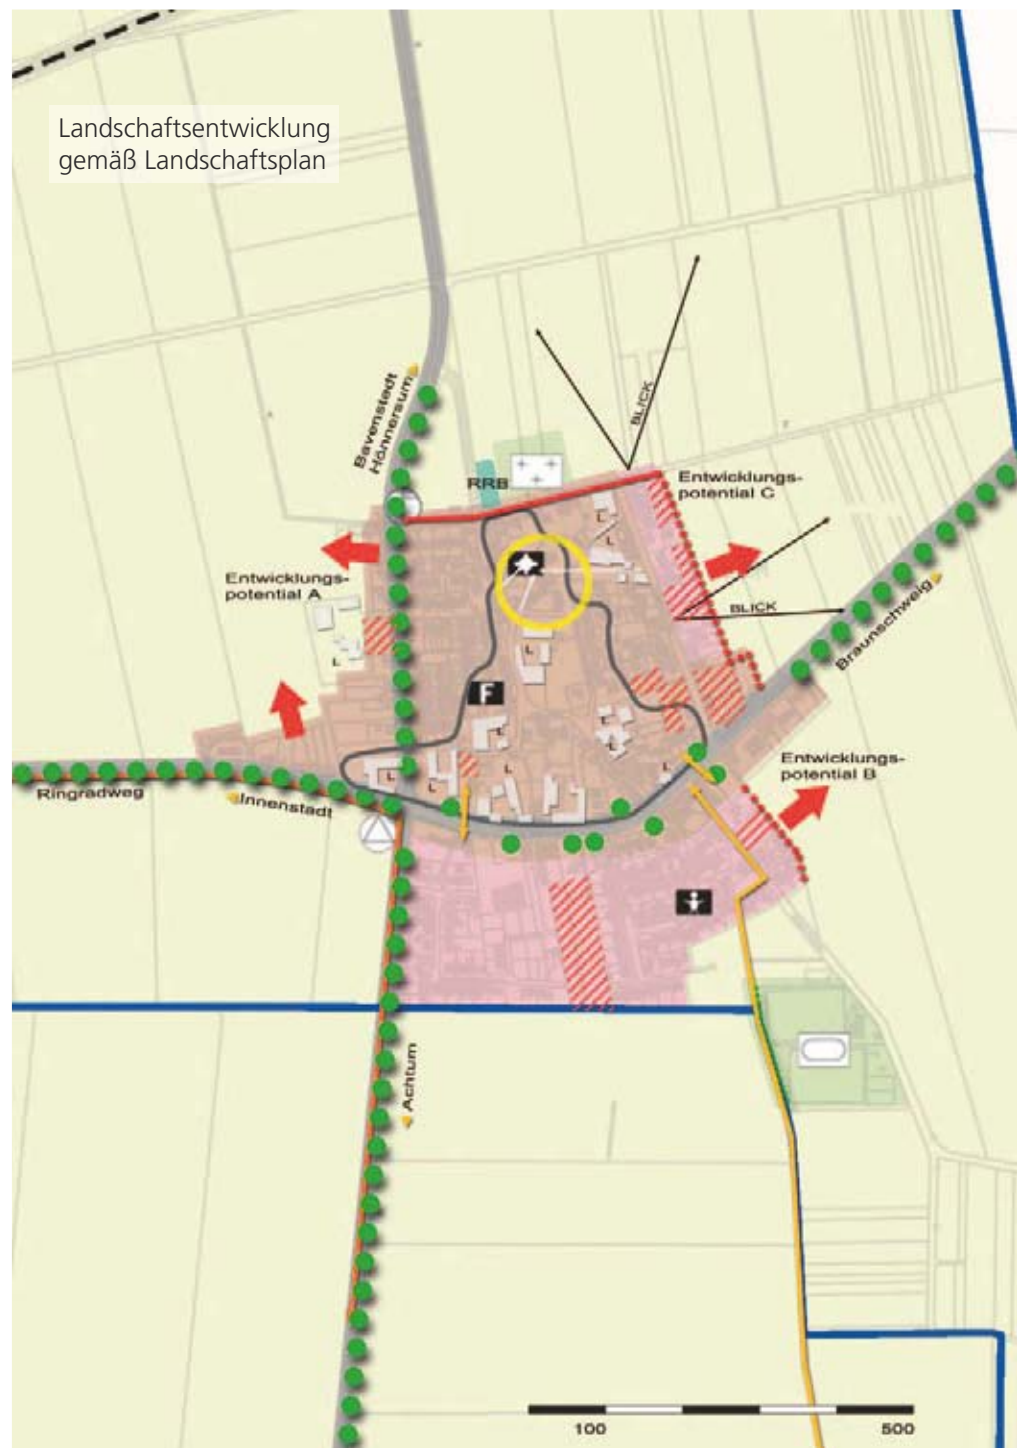 Landschaftsentwicklung
gemäß Landschaftsplan
Bavenstedt
Hönnersum
BLICK
RRB
Entwicklungs-
potential C
L
L
Entwicklungs-
potential A
BLICK
Braunschweig
L
L
F
L
L
L
Entwicklungs-
potential B
L
L
L
L
L
Ringradweg
Innenstadt
Achtum
100
500